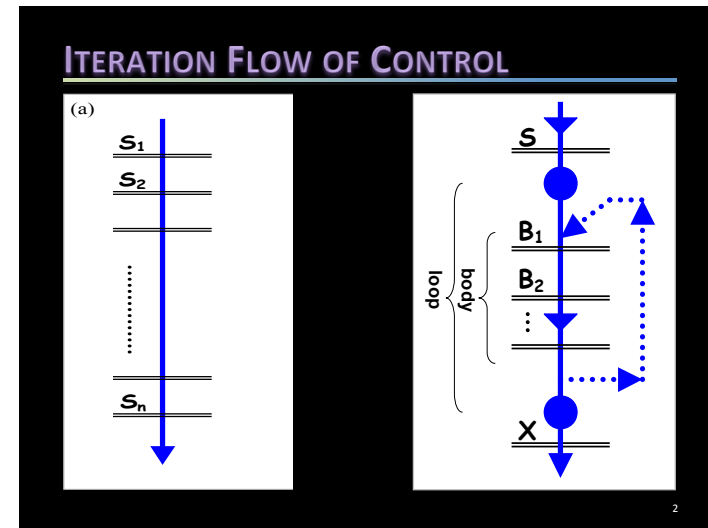 ITERATION FLOW OF CONTROL
(a)
S₁
S₂
Sₙ
S
B₁
B₂
loop
body
X
2